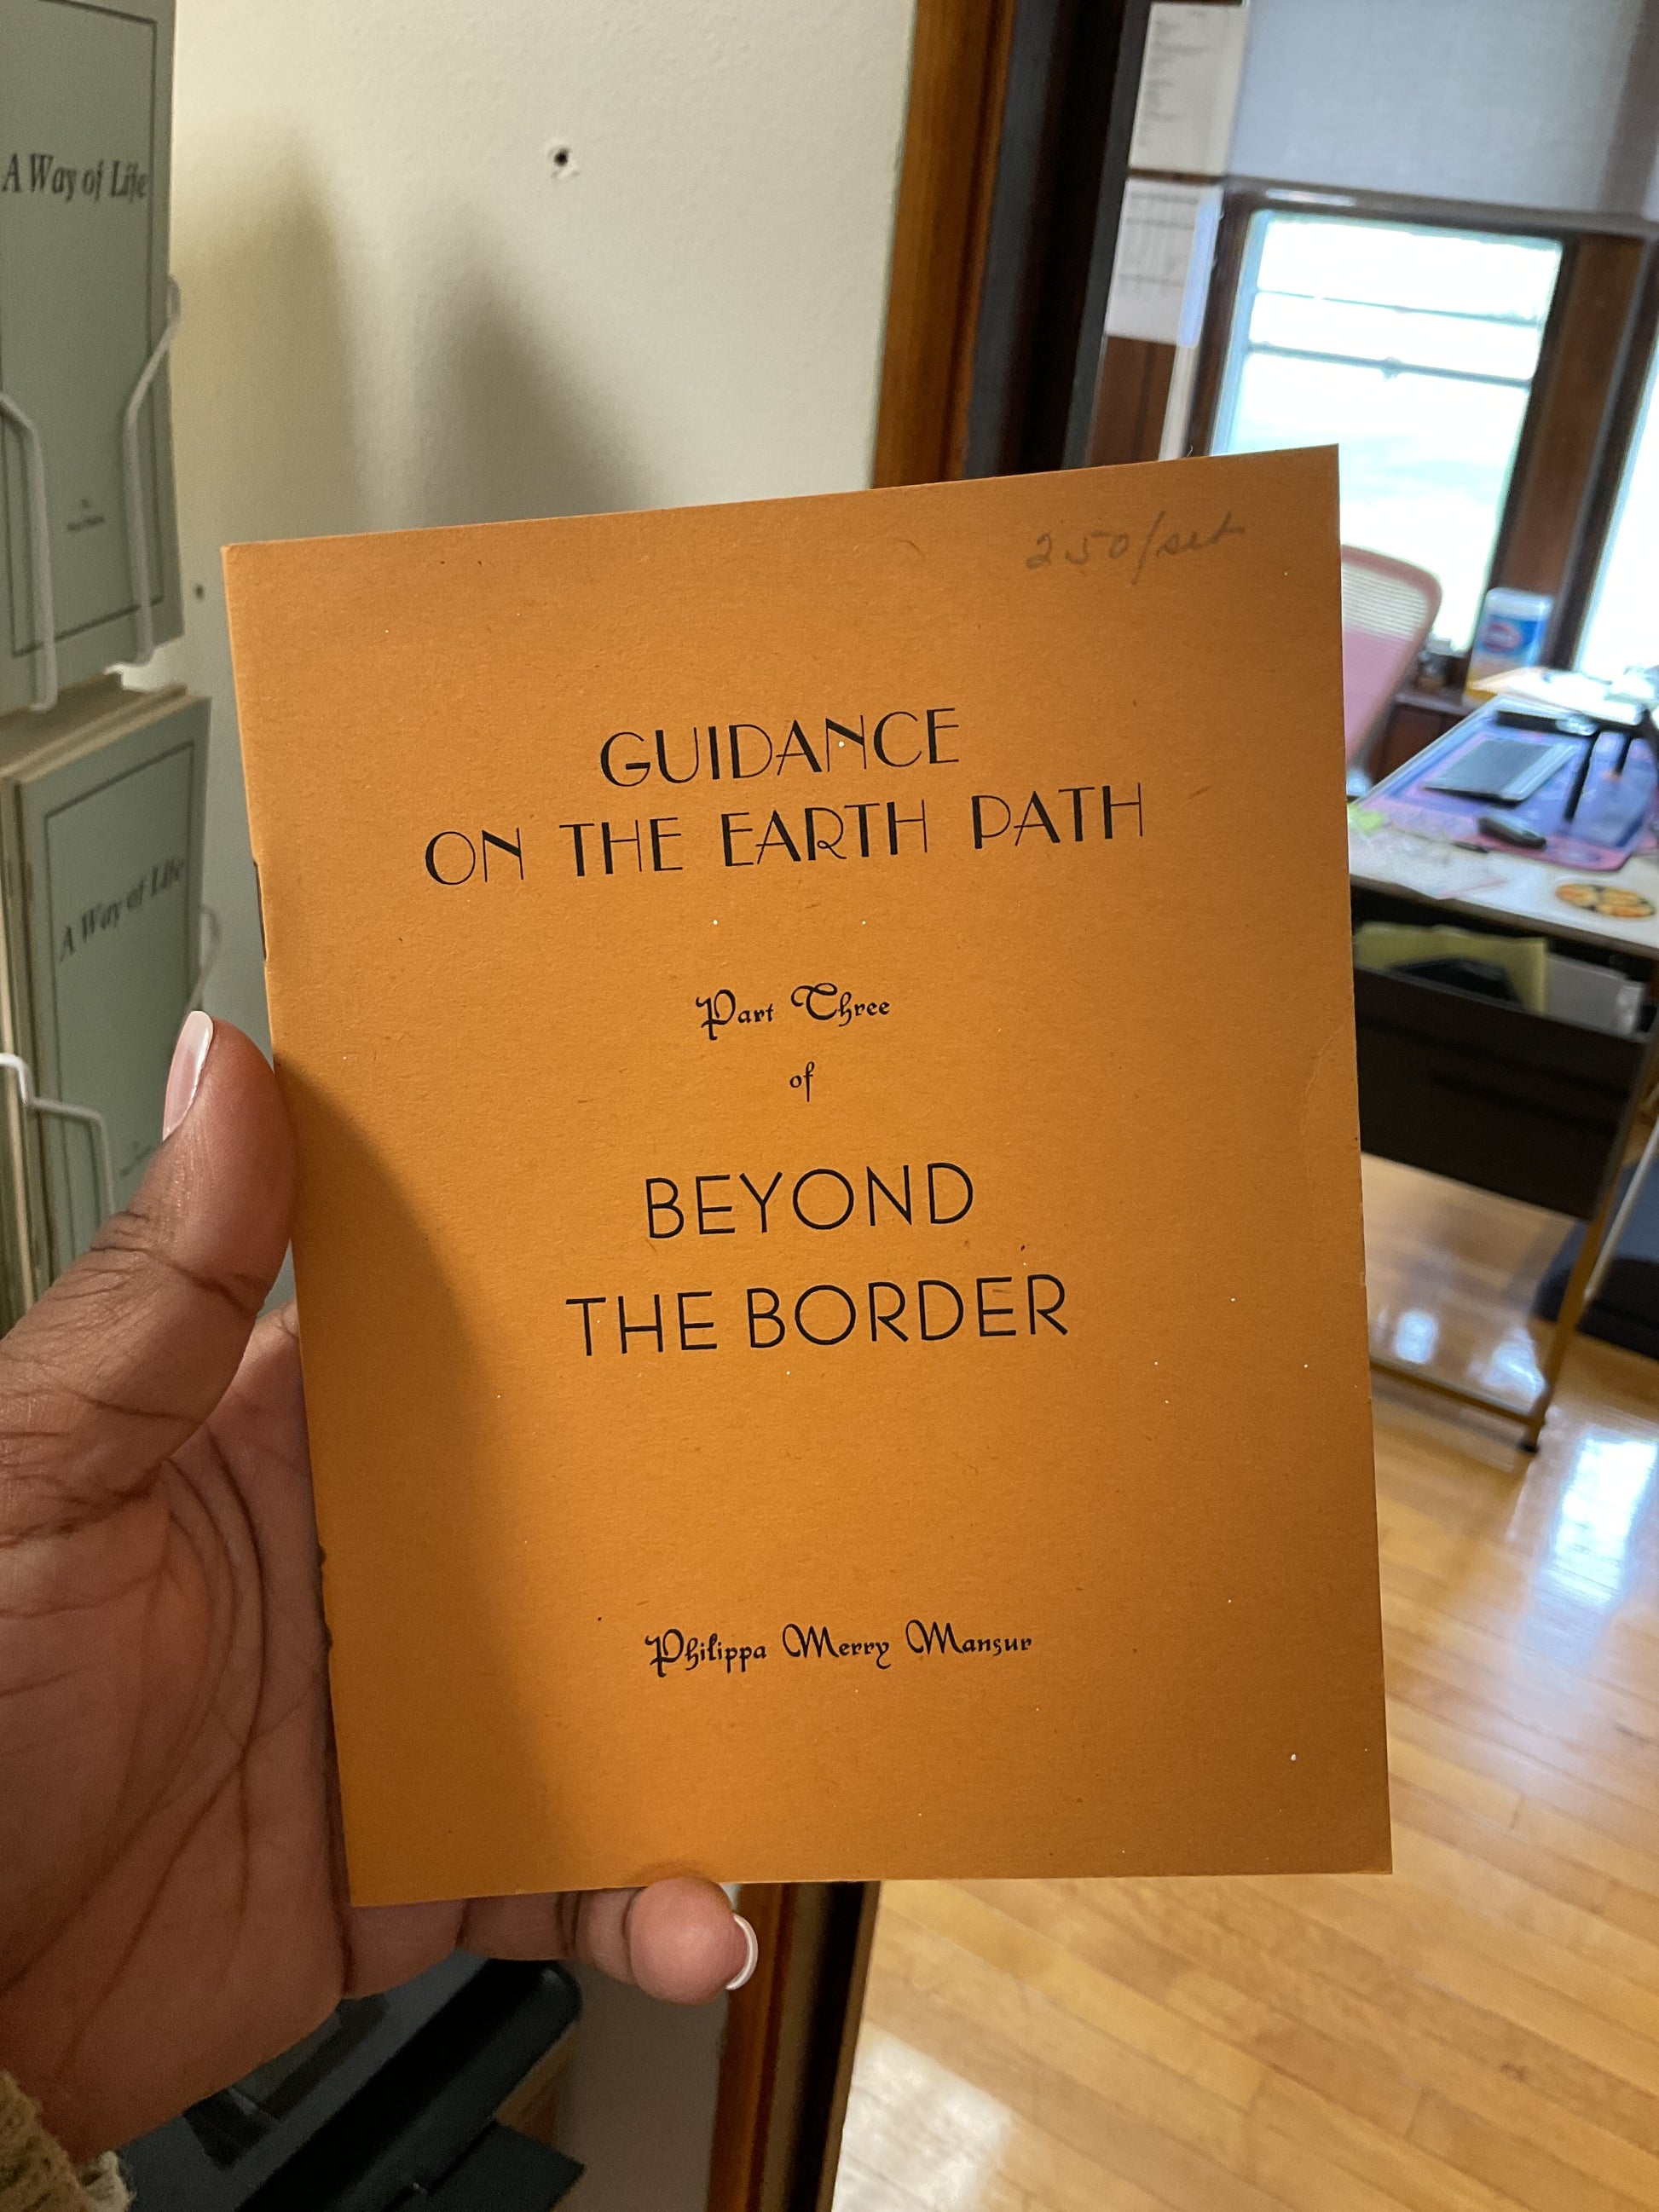 A Way of Life
A Way of Life
250/set
GUIDANCE
ON THE EARTH PATH
Part Three
of
BEYOND
THE BORDER
Philippa Merry Mansur